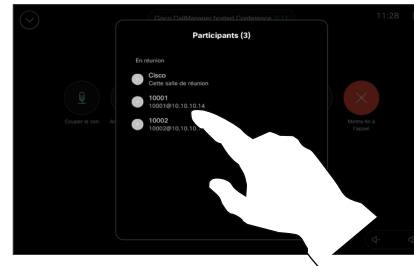 Cisco CallManager hosted Conference
11:28
Participants (3)
En réunion
Cisco
Cette salle de réunion
10001
10001@10.10.10.14
10002
10002@10.10.10.
Couper le son
Mettre fin à
l'appel